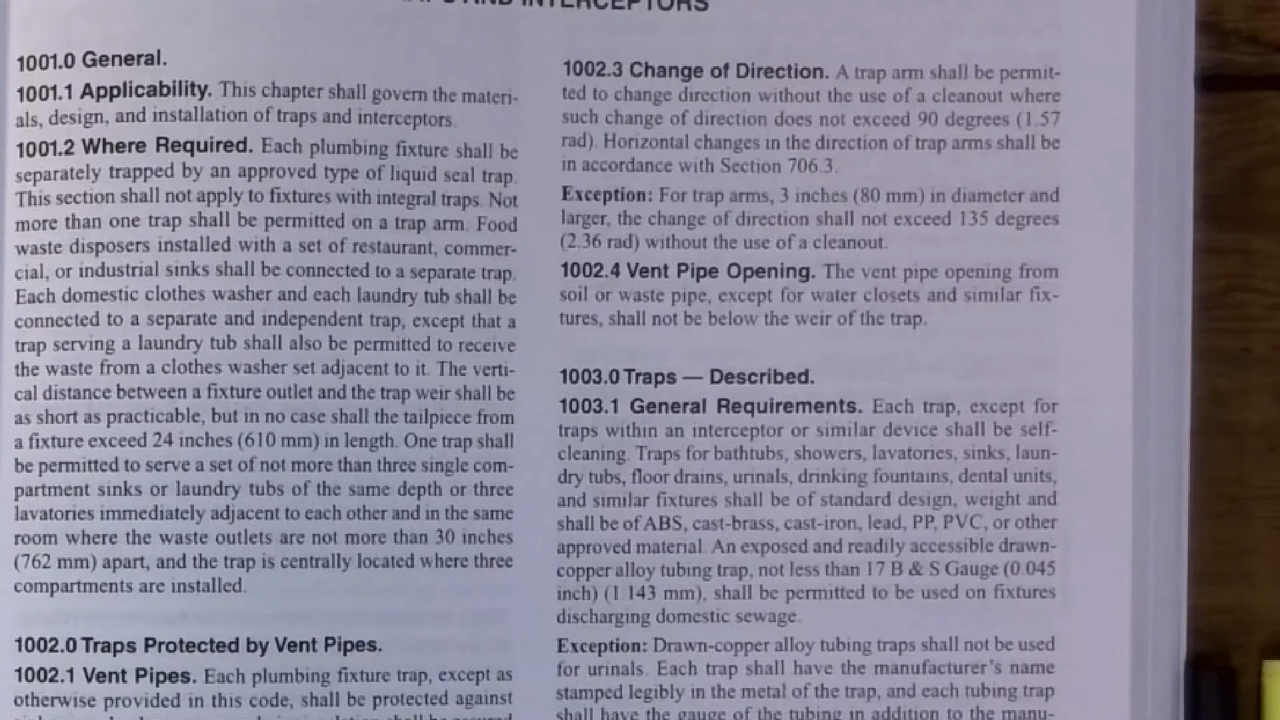 AND INTERCEPTORS
1001.0 General.
1001.1 Applicability. This chapter shall govern the materi-
als, design, and installation of traps and interceptors.
1001.2 Where Required. Each plumbing fixture shall be
separately trapped by an approved type of liquid seal trap.
This section shall not apply to fixtures with integral traps. Not
more than one trap shall be permitted on a trap arm. Food
waste disposers installed with a set of restaurant, commer-
cial, or industrial sinks shall be connected to a separate trap.
Each domestic clothes washer and each laundry tub shall be
connected to a separate and independent trap, except that a
trap serving a laundry tub shall also be permitted to receive
the waste from a clothes washer set adjacent to it. The verti-
cal distance between a fixture outlet and the trap weir shall be
as short as practicable, but in no case shall the tailpiece from
a fixture exceed 24 inches (610 mm) in length. One trap shall
be permitted to serve a set of not more than three single com-
partment sinks or laundry tubs of the same depth or three
lavatories immediately adjacent to each other and in the same
room where the waste outlets are not more than 30 inches
(762 mm) apart, and the trap is centrally located where three
compartments are installed.
1002.0 Traps Protected by Vent Pipes.
1002.1 Vent Pipes. Each plumbing fixture trap, except as
otherwise provided in this code, shall be protected against
1002.3 Change of Direction. A trap arm shall be permit-
ted to change direction without the use of a cleanout where
such change of direction does not exceed 90 degrees (1.57
rad). Horizontal changes in the direction of trap arms shall be
in accordance with Section 706.3.
Exception: For trap arms, 3 inches (80 mm) in diameter and
larger, the change of direction shall not exceed 135 degrees
(2.36 rad) without the use of a cleanout.
1002.4 Vent Pipe Opening. The vent pipe opening from
soil or waste pipe, except for water closets and similar fix-
tures, shall not be below the weir of the trap.
1003.0 Traps — Described.
1003.1 General Requirements. Each trap, except for
traps within an interceptor or similar device shall be self-
cleaning. Traps for bathtubs, showers, lavatories, sinks, laun-
dry tubs, floor drains, urinals, drinking fountains, dental units,
and similar fixtures shall be of standard design, weight and
shall be of ABS, cast-brass, cast-iron, lead, PP, PVC, or other
approved material. An exposed and readily accessible drawn-
copper alloy tubing trap, not less than 17 B & S Gauge (0.045
inch) (1.143 mm), shall be permitted to be used on fixtures
discharging domestic sewage.
Exception: Drawn-copper alloy tubing traps shall not be used
for urinals. Each trap shall have the manufacturer's name
stamped legibly in the metal of the trap, and each tubing trap
shall have the gauge of the tubing in addition to the manu-